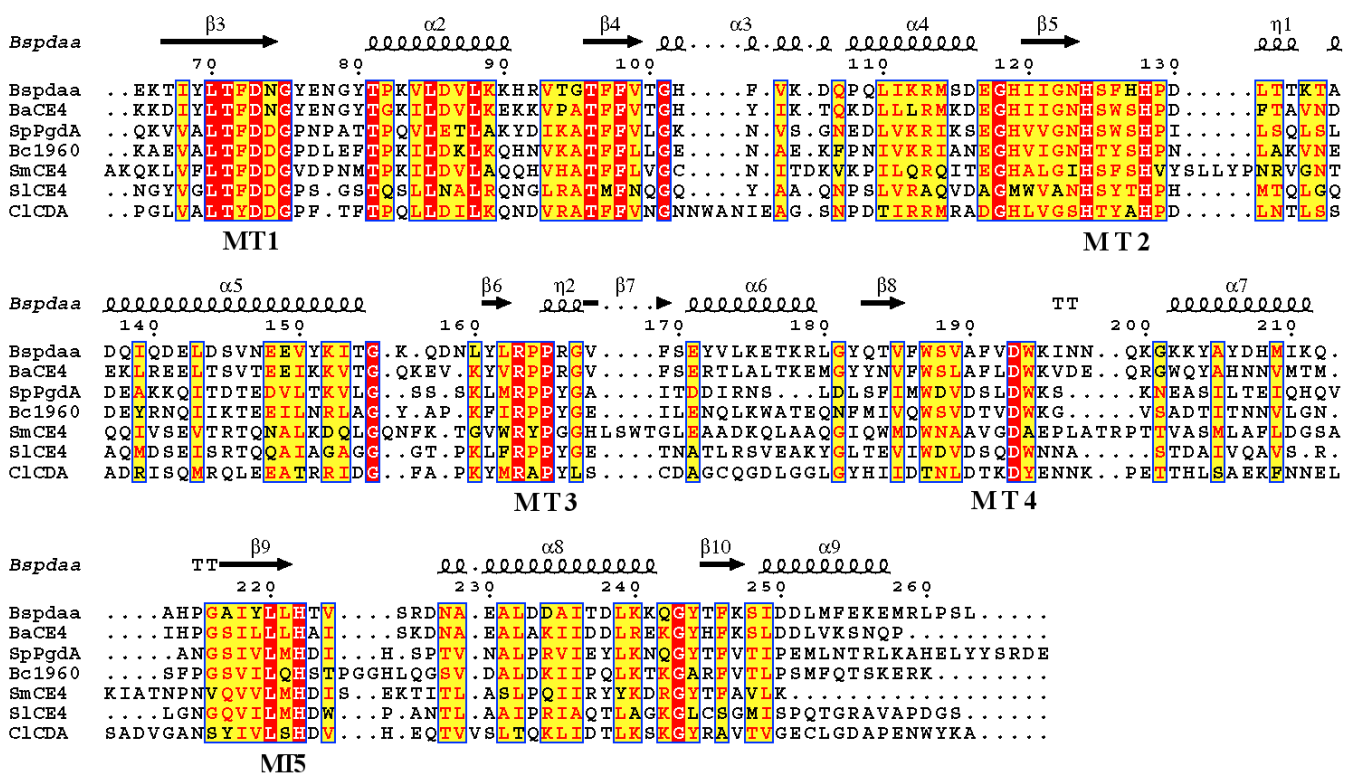 β3 α2 β4 α3 α4 β5 η1
Bspdaa
70 80 90 100 110 120 130
Bspdaa ..EKTIYLTFDNGYENGYTPKVLDVLKKHRVTGTFFVTGH....F.VK.DQPQLIKRMSDEGHIIGNHSFHHPD.....LTTKTA
BaCE4 ..KKDIYLTFDNGYENGYTGKVLDVLKEKKVPATFFVTGH....Y.IK.TQKDLLLRMKDEGHIIGNHSWSHPD.....FTAVND
SpPgdA ..QKVVALTFDDGPNPATTPQVLETLAKYDIKATFFVLGK....N.VS.GNEDLVKRIKSEGHVVGNHSWSHPI.....LSQLSL
Bc1960 ..KAEVALTFDDGPDLEFTPKILDKLKQHNVKATFFLLGE....N.AE.KFPNIVKRIANEGHVIGNHTYSHPN.....LAKVNE
SmCE4 AKQKLVFLTFDDGVDPNMTPKILDVLAQQHVHATFFLVGC....N.ITDKVKPILQRQITEGHALGIHSFSHVYSLLYPNRVGNT
SlCE4 ..NGYVGLTFDDGPS.GSTQSLLNALRQNGLRATMFNQGQ....Y.AA.QNPSLVRAQVDAGMWVANHSYTHPH.....MTQLGQ
ClCDA ..PGLVALTYDDGPF.TFTPQLLDILKQNDVRATFFVNGNNWANIEAG.SNPDTIRRMRADGHLVGSHTYAHPD.....LNTLSS
MT1 MT2
α5 β6 η2 β7 α6 β8 TT α7
Bspdaa
140 150 160 170 180 190 200 210
Bspdaa DQIQDELDSVNEEVYKITG.K.QDNLYLRPPRGV....FSEYVLKETKRLGYQTVFWSVAFVDWKINN..QKGKKYAYDHMIKQ.
BaCE4 EKLREELTSVTEEIKKVTG.QKEV.KYVRPPRGV....FSERTLALTKEMGYYNVFWSLAFLDWKVDE..QRGWQYAHNNVMTM.
SpPgdA DEAKKQITDTEDVLTKVLG.SS.SKLMRPPYGA....ITDDIRNS...LDLSFIMWDVDSLDWKS....KNEASILTEIQHQV
Bc1960 DEYRNQIIKTEEILNRLAG.Y.AP.KFIRPPYGE....ILENQLKWATEQNFMIVQWSVDTVDWKG....VSADTITNNVLGN.
SmCE4 QQIVSEVTRTQNALKDQLGQNFK.TGVWRYPGGHLSWTGLEAADKQLAAQGIQWMDWNAAVGDAEPLATRPTTVASMLAFLDGSA
SlCE4 AQMDSEISRTQQAIAGAGG...GT.PKLFRPPYGE....TNATLRSVEAKYGLTEVIWDVDSQDWNNA....STDAIVQAVS.R.
ClCDA ADRISQMRQLEEATRRIDG...FA.PKYMRAPYLS....CDAGCQGDLGGLGYHIIDTNLDTKDYENNK..PETTHLSAEKFNNEL
MT3 MT4
TT β9 α8 β10 α9
Bspdaa
220 230 240 250 260
Bspdaa ....AHPGAIYLLHTV....SRDNA.EALDDAITDLKKQGYTFKSIDDLMFEKEMRLPSL....
BaCE4 ....IHPGSILLLHAI....SKDNA.EALAKIIDDLREKGYHFKSLDDLVKSNQP.........
SpPgdA .....ANGSIVLMHDI...H.SPTV.NALPRVIEYLKNQGYTFVTIPEMLNTRLKAHELYYSRDE
Bc1960 ....SFPGSVILQHSTPGGHLQGSV.DALDKIIPQLKTKGARFVTLPSMFQTSKERK.......
SmCE4 KIATNPNVQVVLMHDIS..EKTITL.ASLPQIIRYYKDRGYTFAVLK................
SlCE4 ....LGNGQVILMHDW...P.ANTL.AAIPRIAQTLAGKGLCSGMISPQTGRAVAPDGS.....
ClCDA SADVGANSYIVLSHDV...H.EQTVVSLTQKLIDTLKSKGYRAVTVGECLGDAPENWYKA.....
MT5